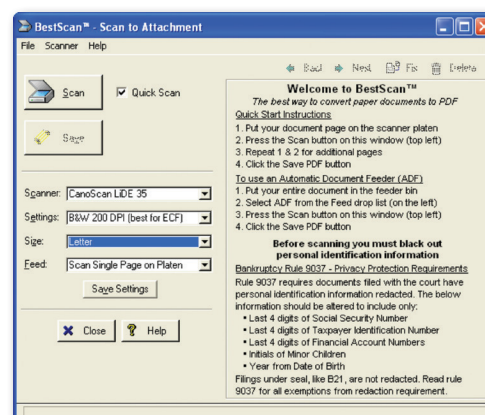 BestScan™ - Scan to Attachment
File Scanner Help
Back Next Fix Delete
Scan
Quick Scan
Save
Scanner: CanoScan LiDE 35
Settings: B&W 200 DPI (best for ECF)
Size: Letter
Feed: Scan Single Page on Platen
Save Settings
Close Help
Welcome to BestScan™
The best way to convert paper documents to PDF
Quick Start Instructions
1. Put your document page on the scanner platen
2. Press the Scan button on this window (top left)
3. Repeat 1 & 2 for additional pages
4. Click the Save PDF button
To use an Automatic Document Feeder (ADF)
1. Put your entire document in the feeder bin
2. Select ADF from the Feed drop list (on the left)
3. Press the Scan button on this window (top left)
4. Click the Save PDF button
Before scanning you must black out
personal identification information
Bankruptcy Rule 9037 - Privacy Protection Requirements
Rule 9037 requires documents filed with the court have
personal identification information redacted. The below
information should be altered to include only:
• Last 4 digits of Social Security Number
• Last 4 digits of Taxpayer Identification Number
• Last 4 digits of Financial Account Numbers
• Initials of Minor Children
• Year from Date of Birth
Filings under seal, like B21, are not redacted. Read rule
9037 for all exemptions from redaction requirement.